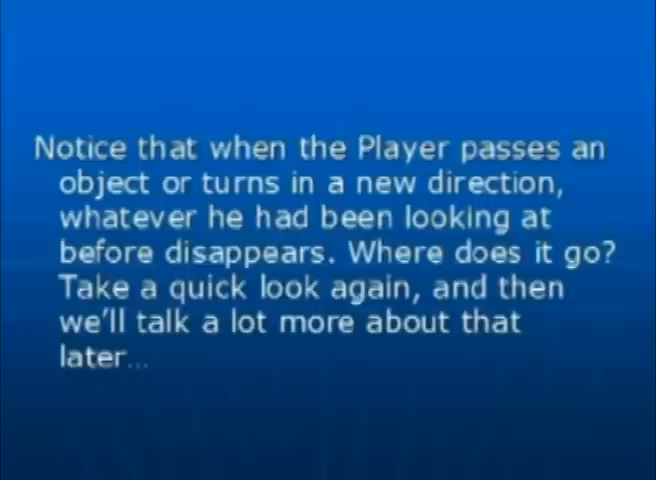 Notice that when the Player passes an
object or turns in a new direction,
whatever he had been looking at
before disappears. Where does it go?
Take a quick look again, and then
we'll talk a lot more about that
later...